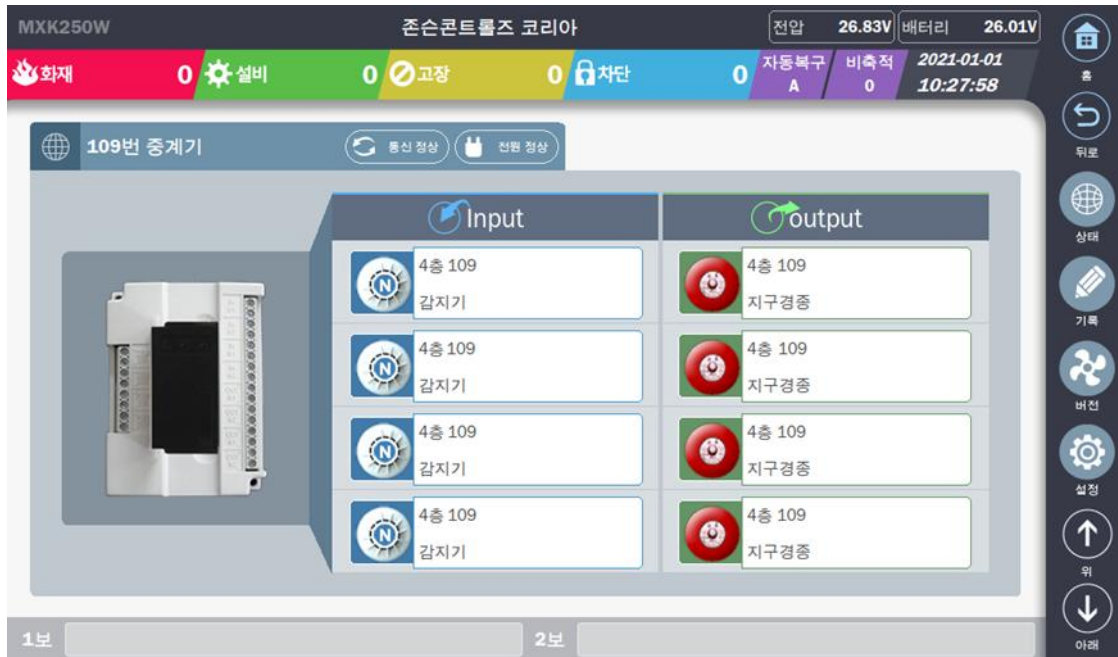 MXK250W
존슨콘트롤즈 코리아
전압 26.83V 배터리 26.01V
화재 0 설비 0 고장 0 차단 0
자동복구 A
비축적 0
2021-01-01
10:27:58
109번 중계기
통신 정상
전원 정상
Input
output
4층 109
감지기
4층 109
지구경종
4층 109
감지기
4층 109
지구경종
4층 109
감지기
4층 109
지구경종
4층 109
감지기
4층 109
지구경종
1보
2보
홈
뒤로
상태
기록
버전
설정
위
아래